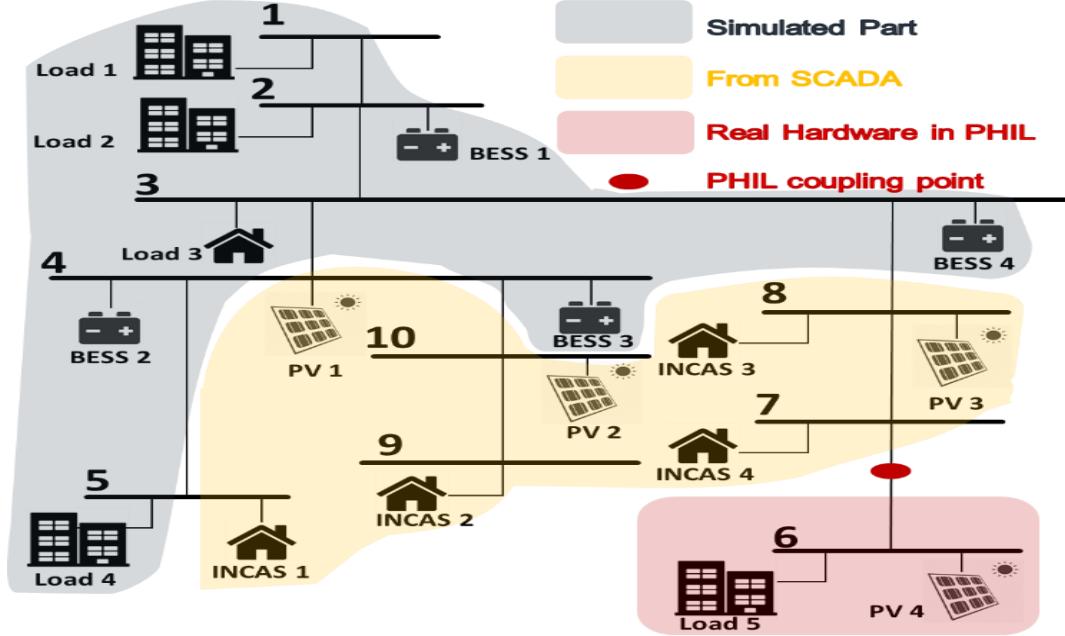 1
Simulated Part
Load 1
From SCADA
2
Load 2
Real Hardware in PHIL
BESS 1
3
PHIL coupling point
Load 3
4
BESS 4
8
BESS 2
10
BESS 3
PV 1
INCAS 3
PV 3
7
PV 2
9
INCAS 4
5
INCAS 2
6
Load 4
INCAS 1
PV 4
Load 5